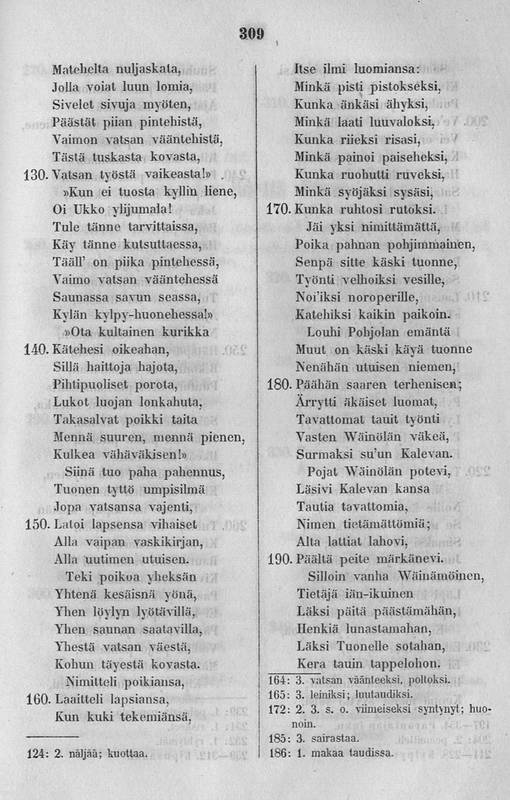 309
Matehelta nuljaskata,
Jolla voiat luun lomia,
Sivelet sivuja myöten,
Päästät piian pintehistä,
Vaimon vatsan vääntehistä,
Tästä tuskasta kovasta,
130. Vatsan työstä vaikeasta!»
»Kun ei tuosta kyllin liene,
Oi Ukko ylijumala!
Tule tänne tarvittaissa,
Käy tänne kutsuttaessa,
Tääll' on piika pintehessä,
Vaimo vatsan vääntehessä
Saunassa savun seassa,
Kylän kylpy-huonehessa!»
»Ota kultainen kurikka
140. Kätehesi oikeahan,
Sillä haittoja hajota,
Pihtipuoliset porota,
Lukot luojan lonkahuta,
Takasalvat poikki taita
Mennä suuren, mennä pienen,
Kulkea vähäväkisen!»
Siinä tuo paha pahennus,
Tuonen tyttö umpisilmä
Jopa vatsansa vajenti,
150. Latoi lapsensa vihaiset
Alla vaipan vaskikirjan,
Alla uutimen utuisen.
Teki poikoa yheksän
Yhtenä kesäisnä yönä,
Yhen löylyn lyötävillä,
Yhen saunan saatavilla,
Yhestä vatsan väestä,
Kohun täyestä kovasta.
Nimitteli poikiansa,
160. Laaitteli lapsiansa,
Kun kuki tekemiänsä,
124: 2. näljää; kuottaa.
Itse ilmi luomiansa:
Minkä pisti pistokseksi,
Kunka änkäsi ähyksi,
Minkä laati luuvaloksi,
Kunka riieksi risasi,
Minkä painoi paiseheksi,
Kunka ruohutti ruveksi,
Minkä syöjäksi sysäsi,
170. Kunka ruhtosi rutoksi.
Jäi yksi nimittämättä,
Poika pahnan pohjimmainen,
Senpä sitte käski tuonne,
Työnti velhoiksi vesille,
Noi'iksi noroperille,
Katehiksi kaikin paikoin.
Louhi Pohjolan emäntä
Muut on käski käyä tuonne
Nenähän utuisen niemen,
180. Päähän saaren terhenisen;
Ärrytti äkäiset luomat,
Tavattomat tauit työnti
Vasten Wäinölän väkeä,
Surmaksi su'un Kalevan.
Pojat Wäinölän potevi,
Läsivi Kalevan kansa
Tautia tavattomia,
Nimen tietämättömiä;
Alta lattiat lahovi,
190. Päältä peite märkänevi.
Silloin vanha Wäinämöinen,
Tietäjä iän-ikuinen
Läksi päitä päästämähän,
Henkiä lunastamahan,
Läksi Tuonelle sotahan,
Kera tauin tappelohon.
164: 3. vatsan väänteeksi, poltoksi.
165: 3. leiniksi; luutaudiksi.
172: 2. 3. s. o. viimeiseksi syntynyt; huo-
noin.
185: 3. sairastaa.
186: 1. makaa taudissa.